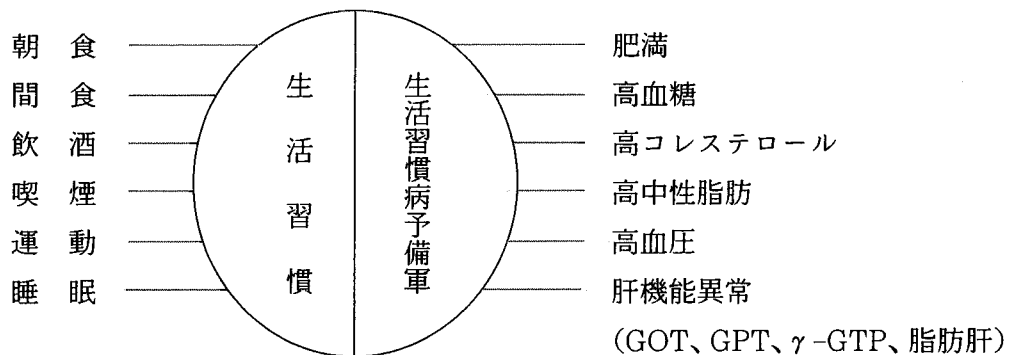 朝 食
間 食
飲 酒
喫 煙
運 動
睡 眠
生活習慣
生活習慣病予備軍
肥満
高血糖
高コレステロール
高中性脂肪
高血圧
肝機能異常
(GOT、GPT、γ-GTP、脂肪肝)